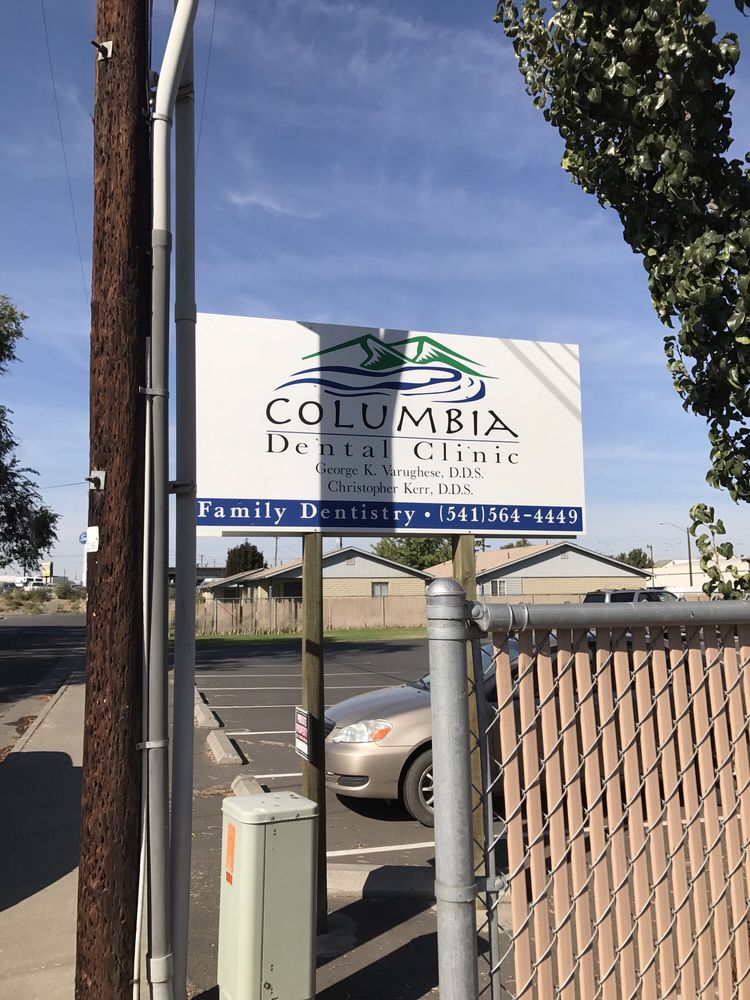 COLUMBIA
Dental Clinic
George K. Varughese, D.D.S.
Christopher Kerr, D.D.S.
Family Dentistry • (541)564-4449